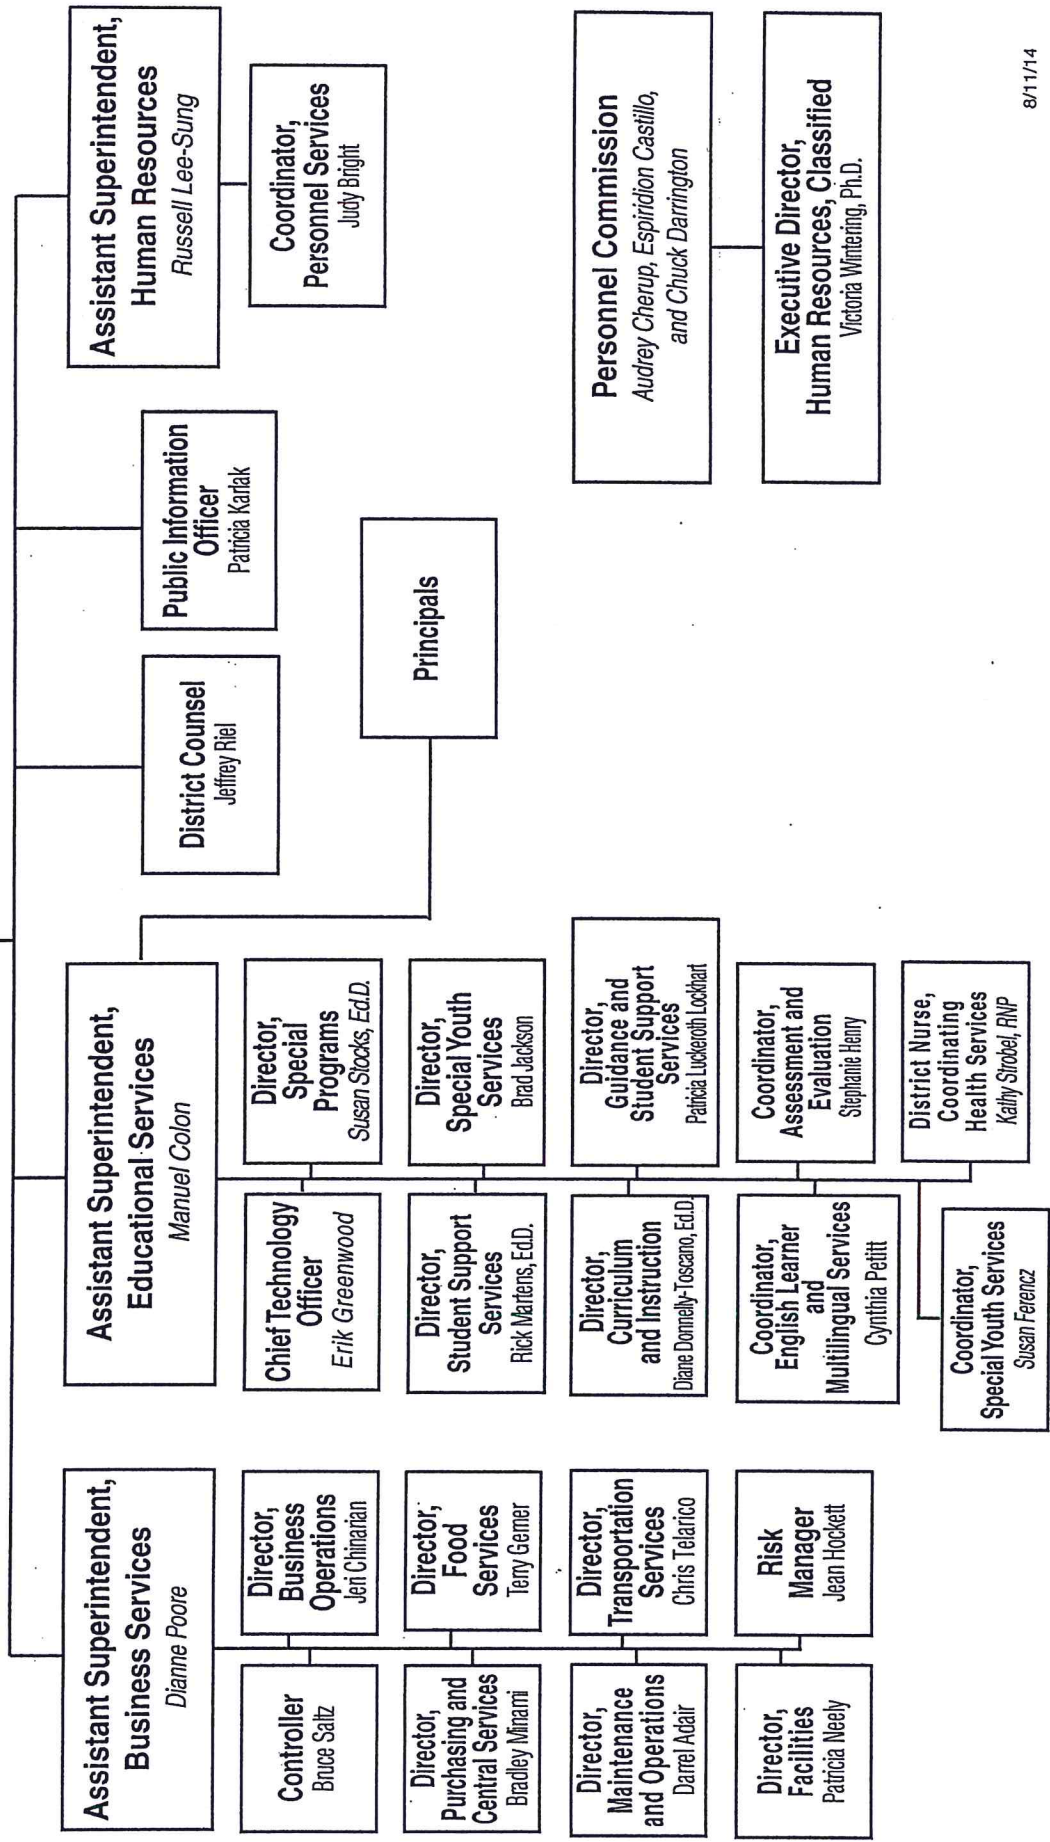 Assistant Superintendent,
Business Services
Dianne Poore
Controller
Bruce Saltz
Director,
Business
Operations
Jeri Chinarian
Director,
Purchasing and
Central Services
Bradley Minami
Director,
Food
Services
Terry Gerner
Director,
Maintenance
and Operations
Darrel Adair
Director,
Transportation
Services
Chris Telarico
Director,
Facilities
Patricia Neely
Risk
Manager
Jean Hockett
Assistant Superintendent,
Educational Services
Manuel Colon
Chief Technology
Officer
Erik Greenwood
Director,
Special
Programs
Susan Stocks, Ed.D.
Director,
Student Support
Services
Rick Martens, Ed.D.
Director,
Special Youth
Services
Brad Jackson
Director,
Curriculum
and Instruction
Diane Donnelly-Toscano, Ed.D.
Director,
Guidance and
Student Support
Services
Patricia Luckeroth Lockhart
Coordinator,
English Learner
and
Multilingual Services
Cynthia Petitt
Coordinator,
Assessment and
Evaluation
Stephanie Henry
Coordinator,
Special Youth Services
Susan Ferencz
District Nurse,
Coordinating
Health Services
Kathy Strobel, RNP
District Counsel
Jeffrey Riel
Public Information
Officer
Patricia Karlak
Principals
Assistant Superintendent,
Human Resources
Russell Lee-Sung
Coordinator,
Personnel Services
Judy Bright
Personnel Commission
Audrey Cherup, Espiridion Castillo,
and Chuck Darrington
Executive Director,
Human Resources, Classified
Victoria Wintering, Ph.D.
8/11/14